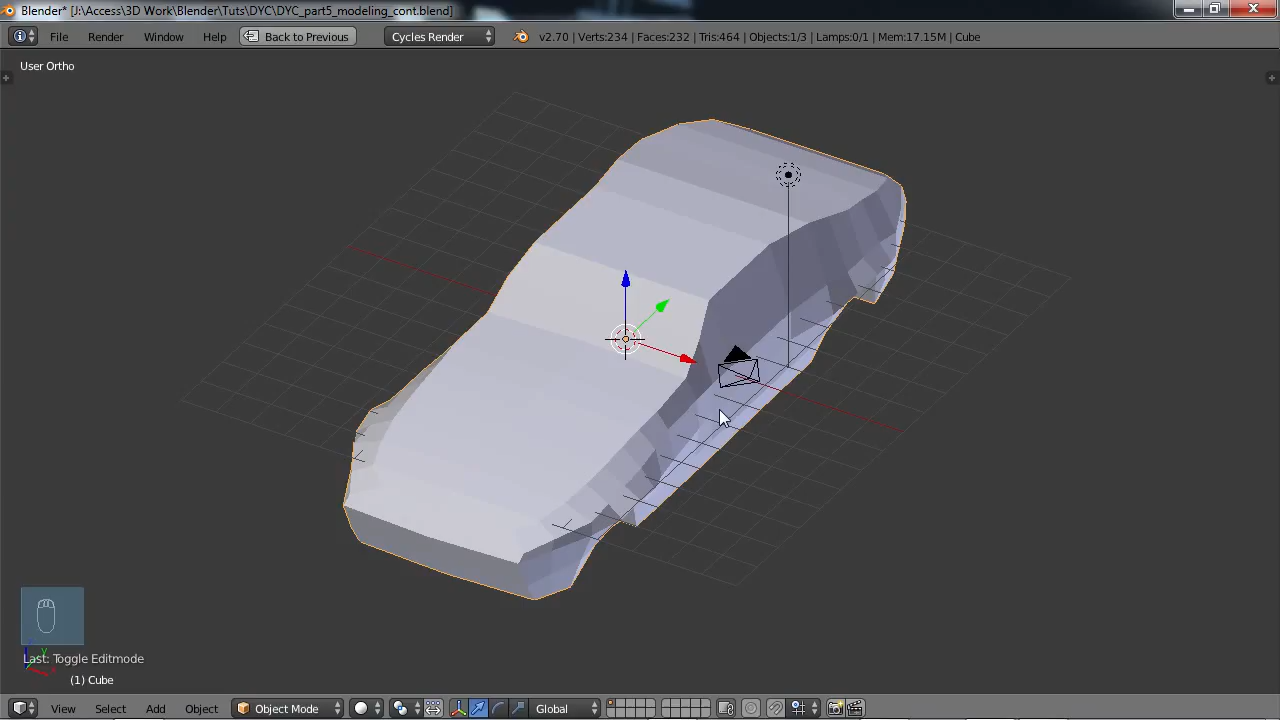 Blender* [J:\Access\3D Work\Blender\Tuts\DYC\DYC_part5_modeling_cont.blend]
File Render Window Help Back to Previous Cycles Render v2.70 | Verts:234 | Faces:232 | Tris:464 | Objects:1/3 | Lamps:0/1 | Mem:17.15M | Cube
User Ortho
Last: Toggle Editmode
(1) Cube
View Select Add Object Object Mode Global